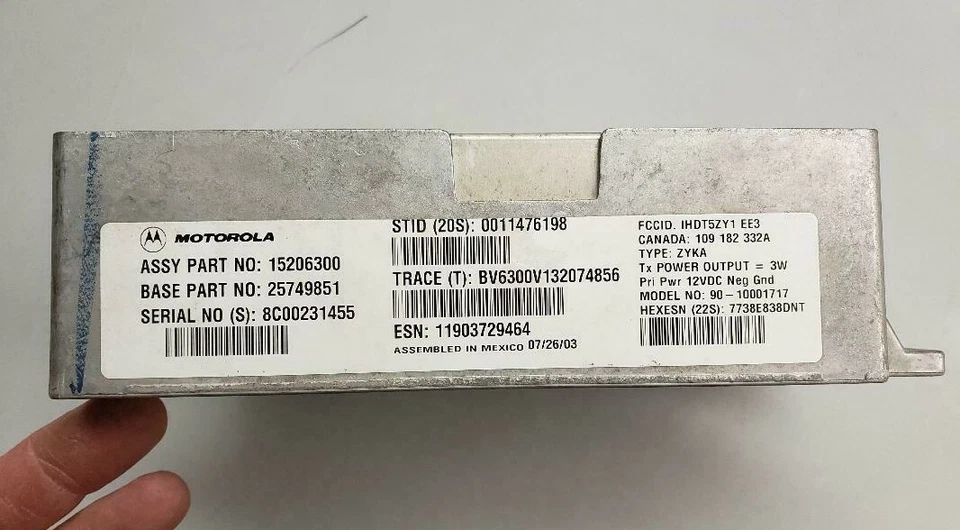 MOTOROLA
ASSY PART NO: 15206300
BASE PART NO: 25749851
SERIAL NO (S): 8C00231455
STID (20S): 0011476198
TRACE (T): BV6300V132074856
ESN: 11903729464
ASSEMBLED IN MEXICO 07/26/03
FCCID. IHDT5ZY1 EE3
CANADA: 109 182 332A
TYPE: ZYKA
Tx POWER OUTPUT = 3W
Pri Pwr 12VDC Neg Gnd
MODEL NO: 90-10001717
HEXESN (22S): 7738E838DNT